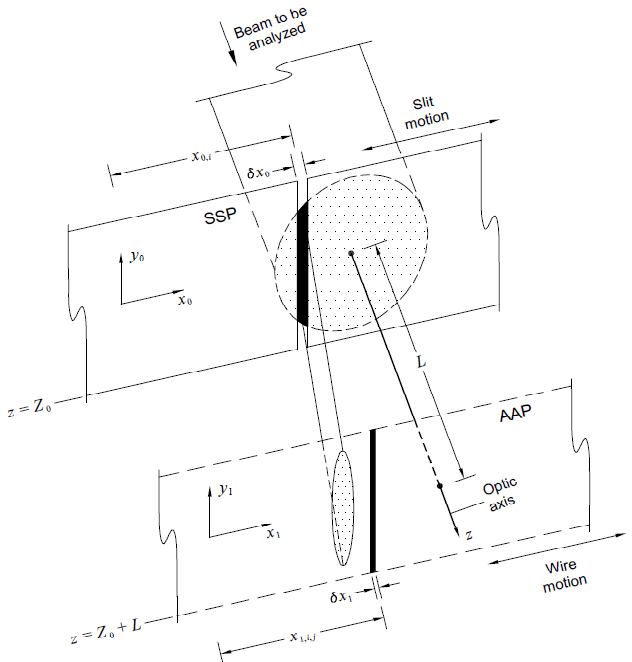 Beam to be
analyzed
Slit
motion
x₀,ᵢ
δx₀
SSP
y₀
x₀
L
z = Z₀
AAP
y₁
x₁
Optic
axis
z
δx₁
Wire
motion
z = Z₀ + L
x₁,ᵢ,ⱼ